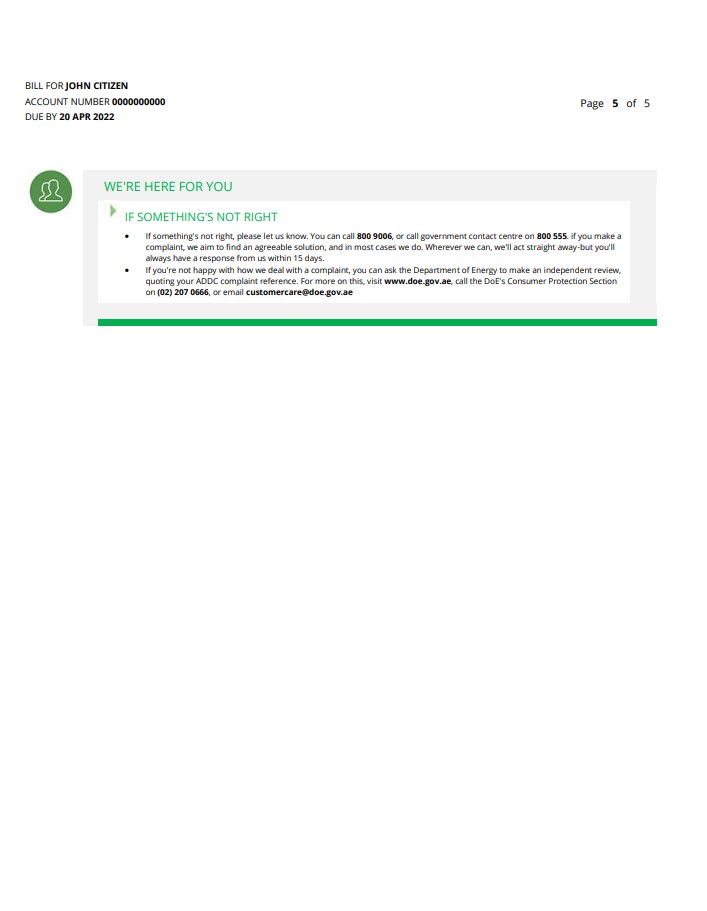 BILL FOR JOHN CITIZEN
ACCOUNT NUMBER 0000000000
DUE BY 20 APR 2022
Page 5 of 5
WE'RE HERE FOR YOU
IF SOMETHING'S NOT RIGHT
• If something's not right, please let us know. You can call 800 9006, or call government contact centre on 800 555. if you make a
complaint, we aim to find an agreeable solution, and in most cases we do. Wherever we can, we'll act straight away-but you'll
always have a response from us within 15 days.
• If you're not happy with how we deal with a complaint, you can ask the Department of Energy to make an independent review,
quoting your ADDC complaint reference. For more on this, visit www.doe.gov.ae, call the DoE's Consumer Protection Section
on (02) 207 0666, or email customercare@doe.gov.ae